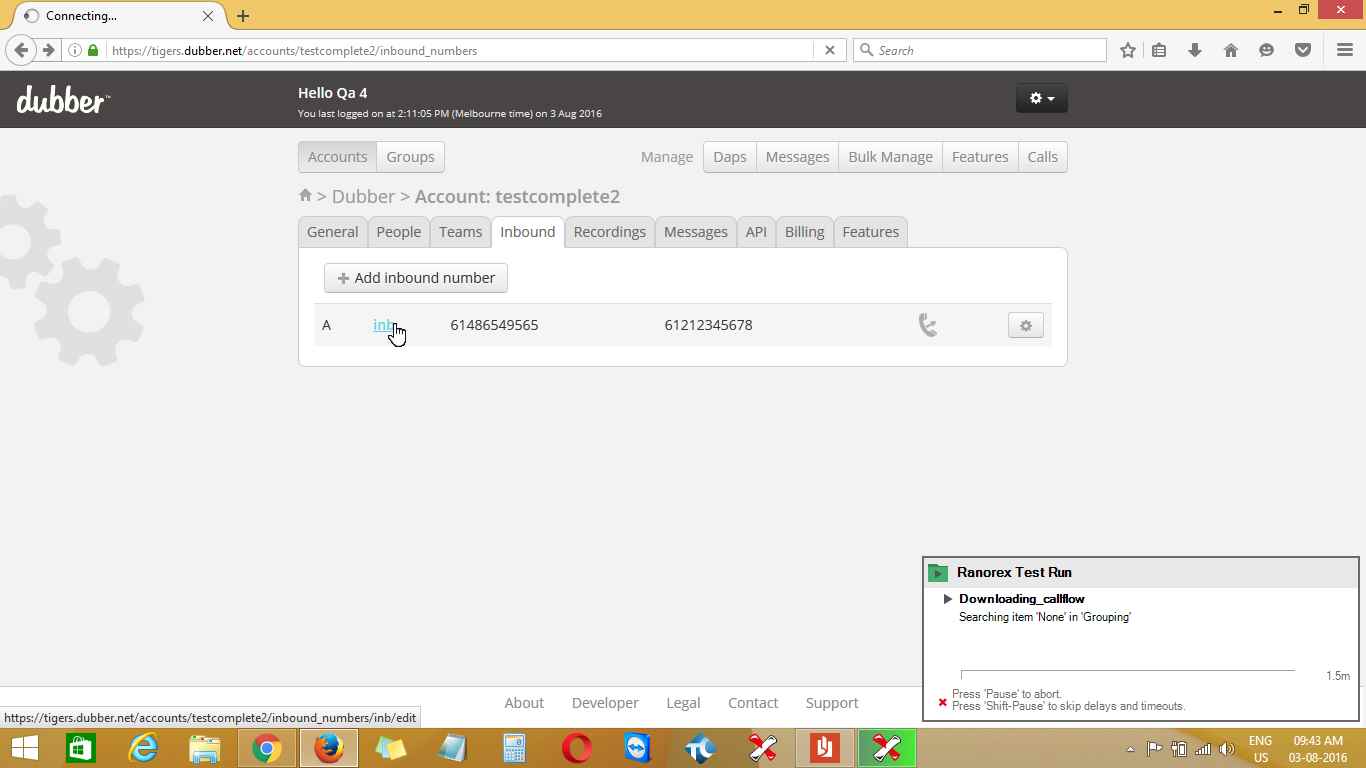 Connecting...
https://tigers.dubber.net/accounts/testcomplete2/inbound_numbers
Search
dubber™
Hello Qa 4
You last logged on at 2:11:05 PM (Melbourne time) on 3 Aug 2016
Accounts Groups Manage Daps Messages Bulk Manage Features Calls
> Dubber > Account: testcomplete2
General People Teams Inbound Recordings Messages API Billing Features
+ Add inbound number
A inb 61486549565 61212345678
Ranorex Test Run
Downloading_callflow
Searching item 'None' in 'Grouping'
1.5m
Press 'Pause' to abort.
Press 'Shift-Pause' to skip delays and timeouts.
About Developer Legal Contact Support
https://tigers.dubber.net/accounts/testcomplete2/inbound_numbers/inb/edit
ENG 09:43 AM
US 03-08-2016